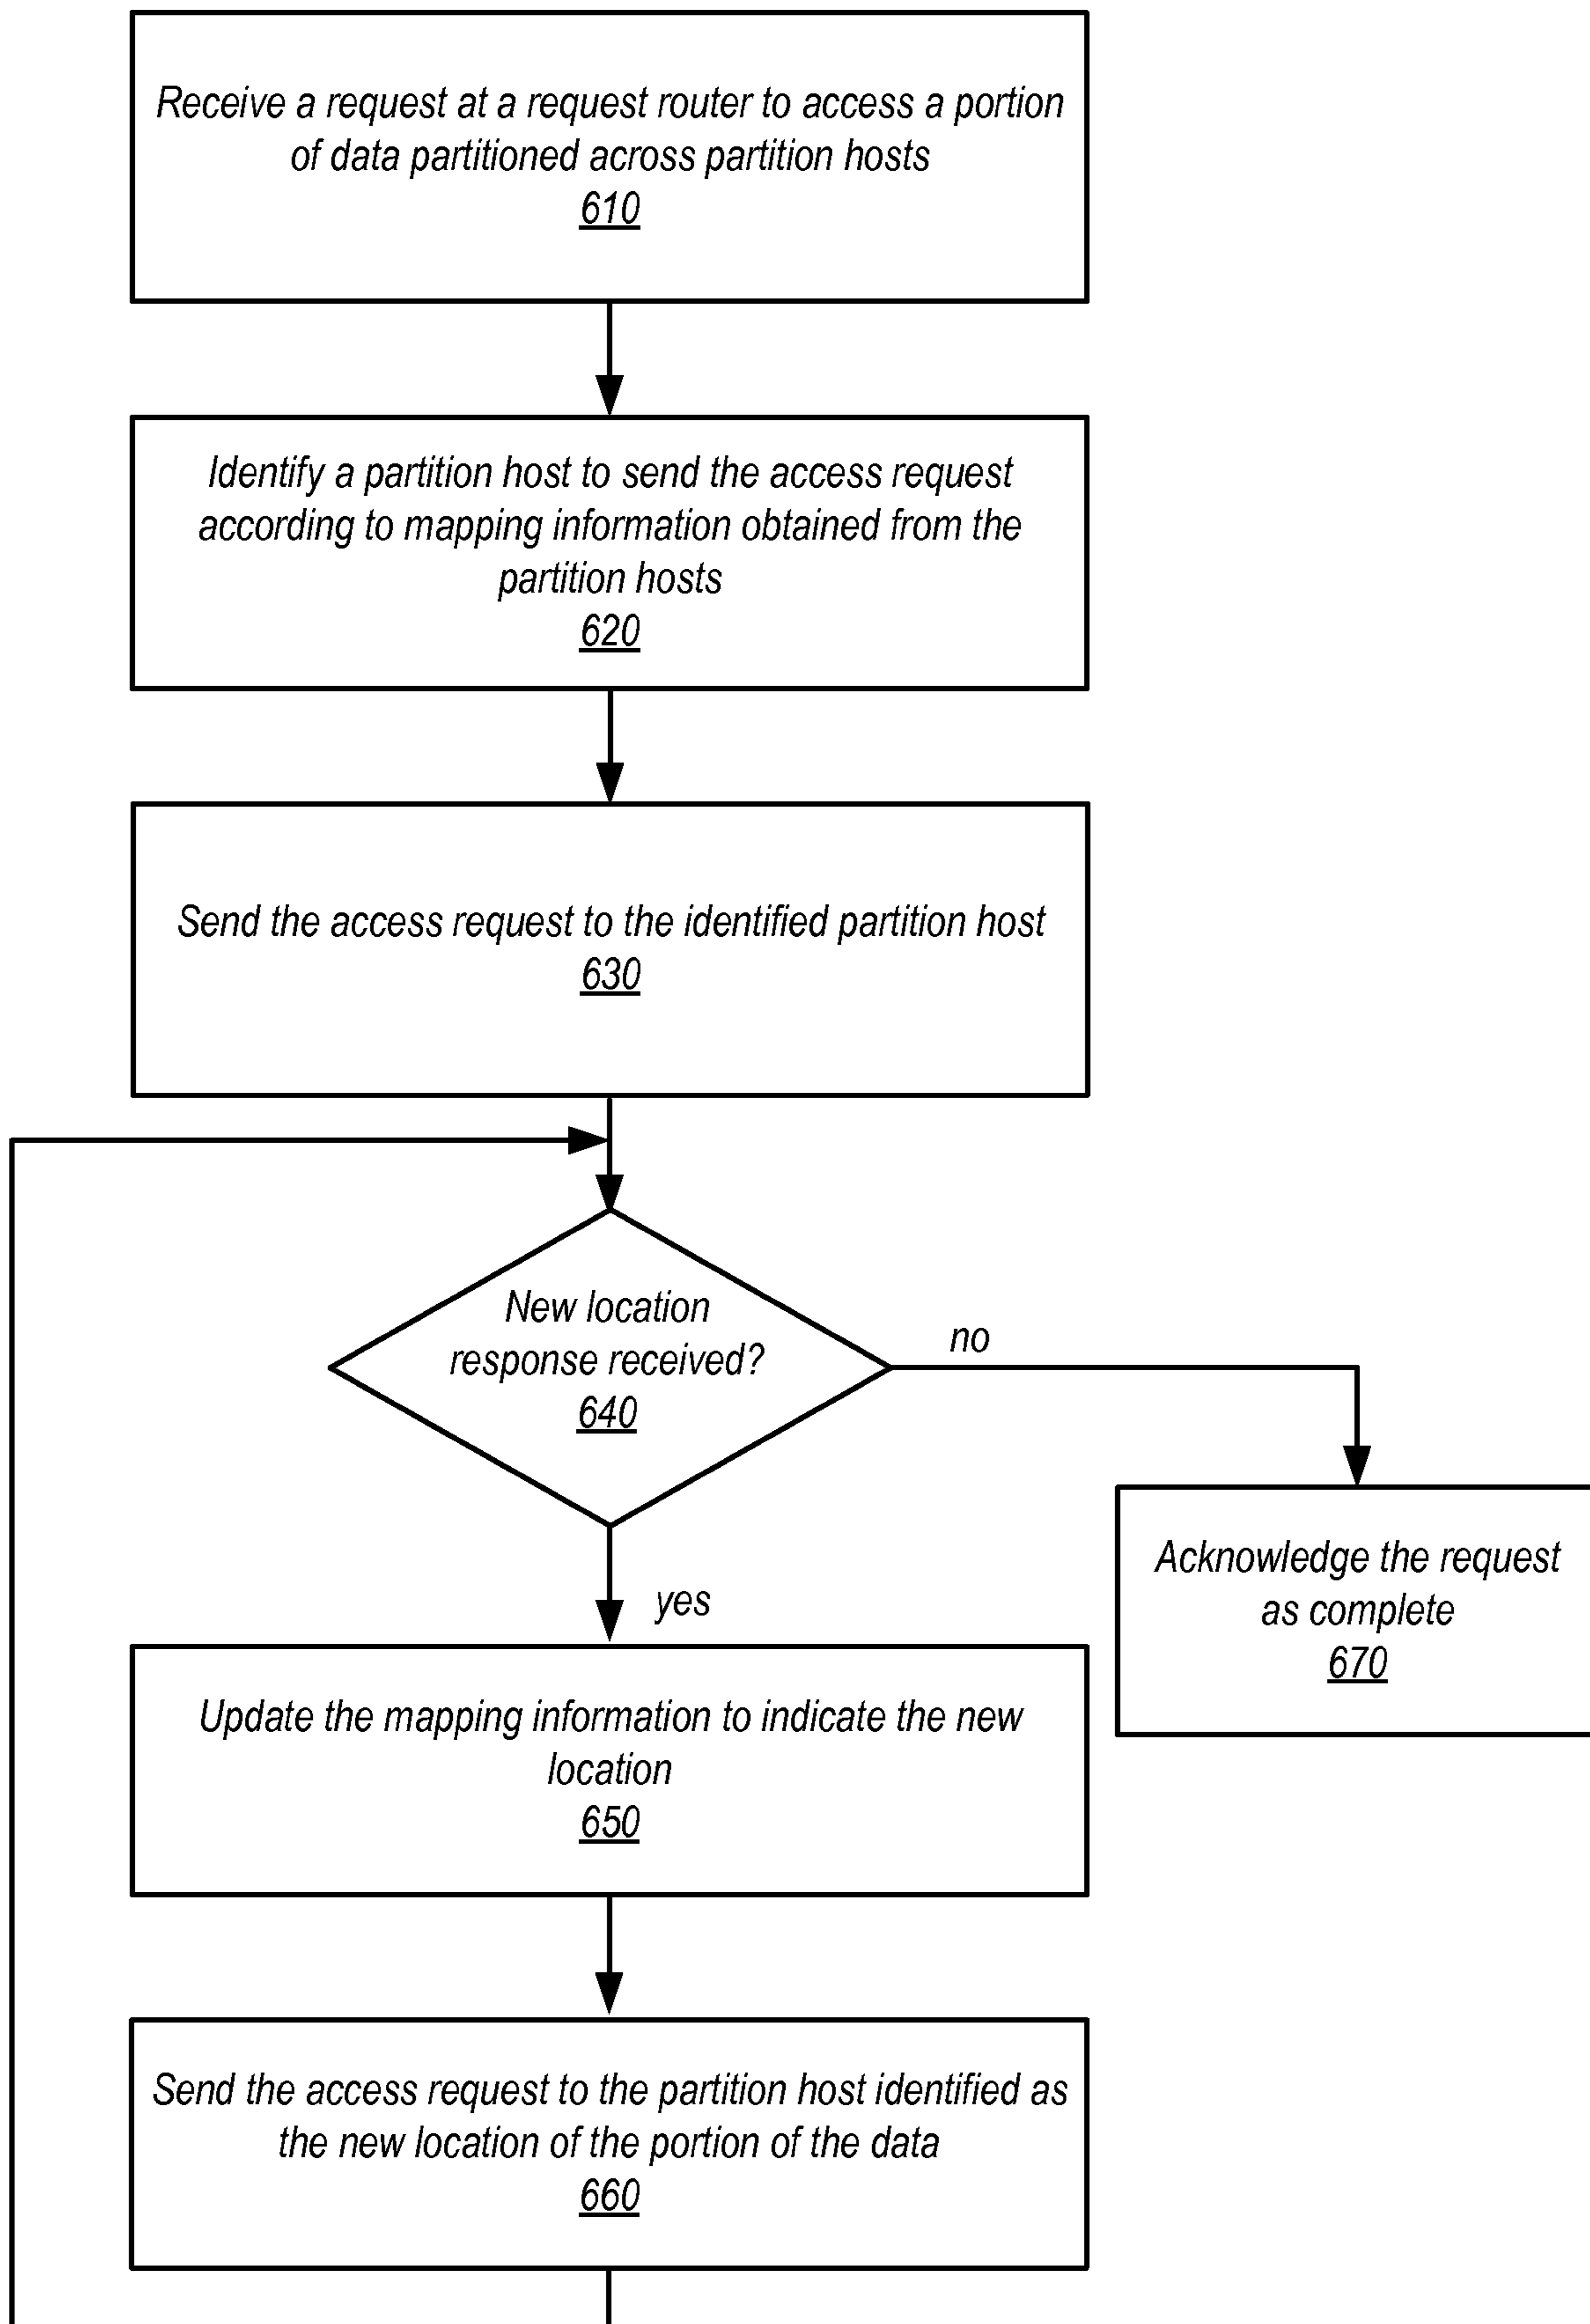 Receive a request at a request router to access a portion
of data partitioned across partition hosts
610
Identify a partition host to send the access request
according to mapping information obtained from the
partition hosts
620
Send the access request to the identified partition host
630
New location
response received?
640
no
yes
Acknowledge the request
as complete
670
Update the mapping information to indicate the new
location
650
Send the access request to the partition host identified as
the new location of the portion of the data
660